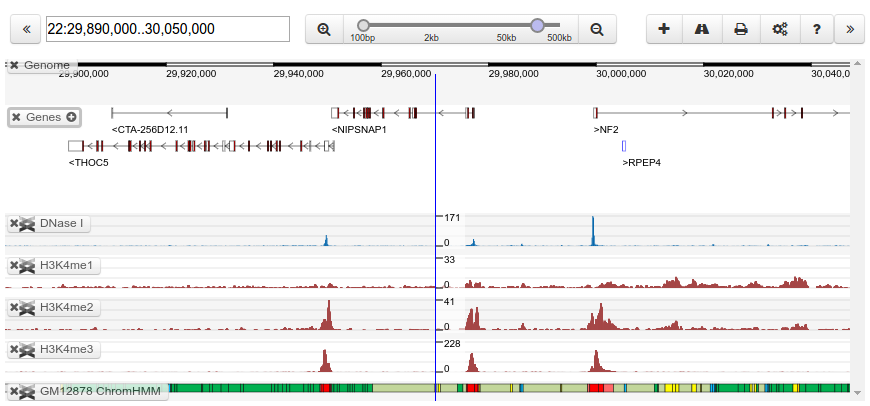 «
22:29,890,000..30,050,000
100bp 2kb 50kb 500kb
?
»
Genome
29,900,000 29,920,000 29,940,000 29,960,000 29,980,000 30,000,000 30,020,000 30,040,0
Genes
<CTA-256D12.11 <NIPSNAP1 >NF2
<THOC5 >RPEP4
DNase I 171
0
H3K4me1 33
0
H3K4me2 41
0
H3K4me3 228
0
GM12878 ChromHMM